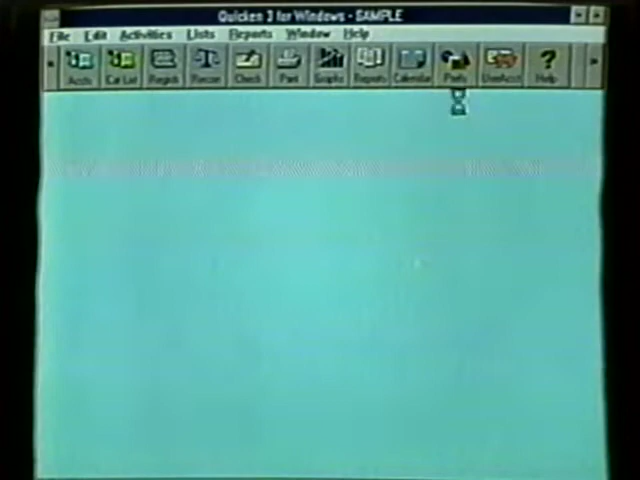 Quicken 3 for Windows - SAMPLE
File Edit Activities Lists Reports Window Help
Accts Cat List Registr Recon Check Print Graphs Reports Calendar Prefs UseAcct Help